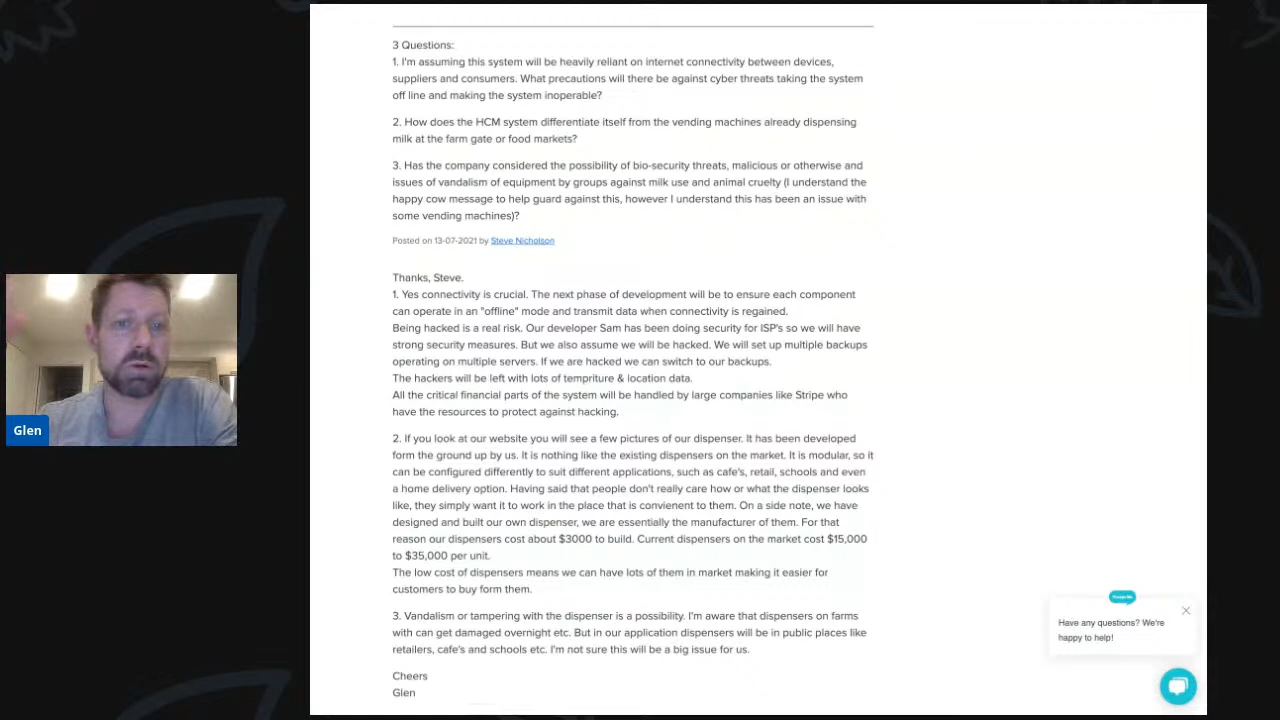 3 Questions:
1. I'm assuming this system will be heavily reliant on internet connectivity between devices,
suppliers and consumers. What precautions will there be against cyber threats taking the system
off line and making the system inoperable?
2. How does the HCM system differentiate itself from the vending machines already dispensing
milk at the farm gate or food markets?
3. Has the company considered the possibility of bio-security threats, malicious or otherwise and
issues of vandalism of equipment by groups against milk use and animal cruelty (I understand the
happy cow message to help guard against this, however I understand this has been an issue with
some vending machines)?
Posted on 13-07-2021 by Steve Nicholson
Thanks, Steve.
1. Yes connectivity is crucial. The next phase of development will be to ensure each component
can operate in an "offline" mode and transmit data when connectivity is regained.
Being hacked is a real risk. Our developer Sam has been doing security for ISP's so we will have
strong security measures. But we also assume we will be hacked. We will set up multiple backups
operating on multiple servers. If we are hacked we can switch to our backups.
The hackers will be left with lots of tempriture & location data.
All the critical financial parts of the system will be handled by large companies like Stripe who
have the resources to protect against hacking.
2. If you look at our website you will see a few pictures of our dispenser. It has been developed
form the ground up by us. It is nothing like the existing dispensers on the market. It is modular, so it
can be configured differently to suit different applications, such as cafe's, retail, schools and even
a home delivery option. Having said that people don't really care how or what the dispenser looks
like, they simply want it to work in the place that is convienent to them. On a side note, we have
designed and built our own dispenser, we are essentially the manufacturer of them. For that
reason our dispensers cost about $3000 to build. Current dispensers on the market cost $15,000
to $35,000 per unit.
The low cost of dispensers means we can have lots of them in market making it easier for
customers to buy form them.
3. Vandalism or tampering with the dispenser is a possibility. I'm aware that dispensers on farms
with can get damaged overnight etc. But in our application dispensers will be in public places like
retailers, cafe's and schools etc. I'm not sure this will be a big issue for us.
Cheers
Glen
Glen
Have any questions? We're
happy to help!